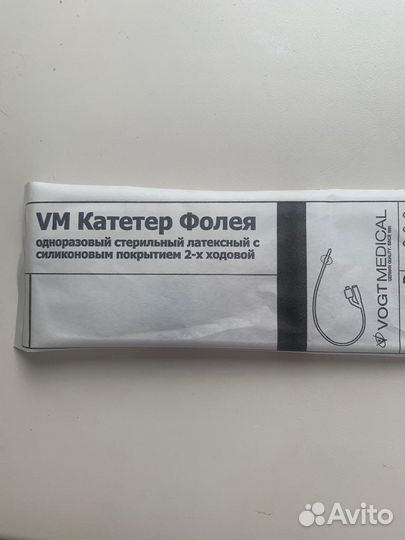 VM Катетер Фолея
одноразовый стерильный латексный с
силиконовым покрытием 2-х ходовой
VOGT MEDICAL
Avito